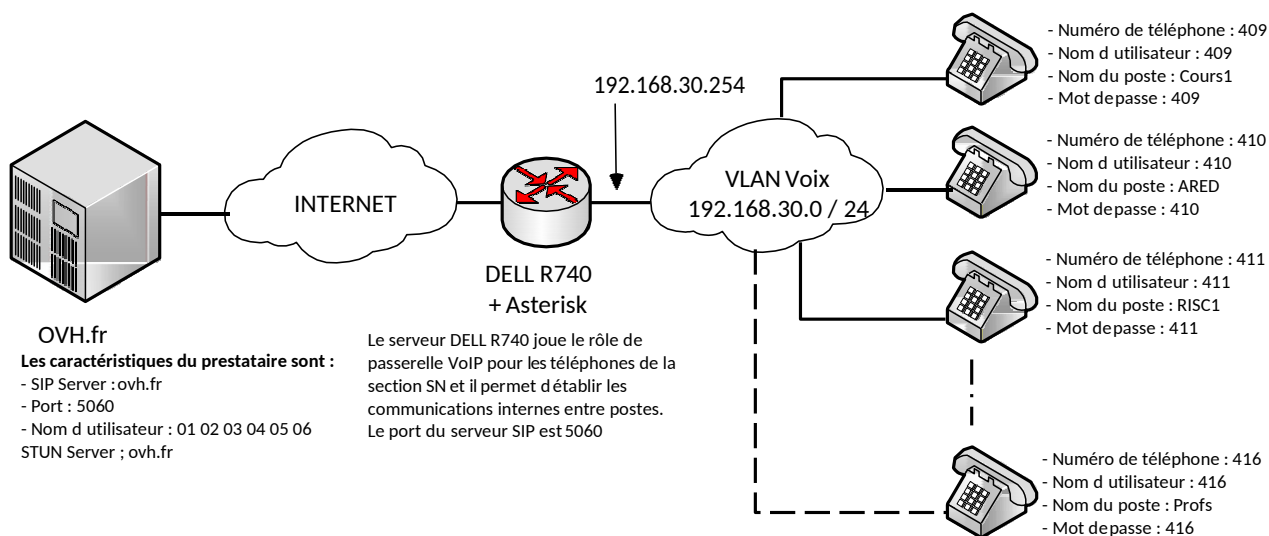 - Numéro de téléphone : 409
- Nom d utilisateur : 409
- Nom du poste : Cours1
- Mot de passe : 409
192.168.30.254
- Numéro de téléphone : 410
- Nom d utilisateur : 410
- Nom du poste : ARED
- Mot de passe : 410
INTERNET
VLAN Voix
192.168.30.0 / 24
- Numéro de téléphone : 411
- Nom d utilisateur : 411
- Nom du poste : RISC1
- Mot de passe : 411
DELL R740
+ Asterisk
OVH.fr
Les caractéristiques du prestataire sont :
- SIP Server : ovh.fr
- Port : 5060
- Nom d utilisateur : 01 02 03 04 05 06
STUN Server ; ovh.fr
Le serveur DELL R740 joue le rôle de
passerelle VoIP pour les téléphones de la
section SN et il permet d établir les
communications internes entre postes.
Le port du serveur SIP est 5060
- Numéro de téléphone : 416
- Nom d utilisateur : 416
- Nom du poste : Profs
- Mot de passe : 416